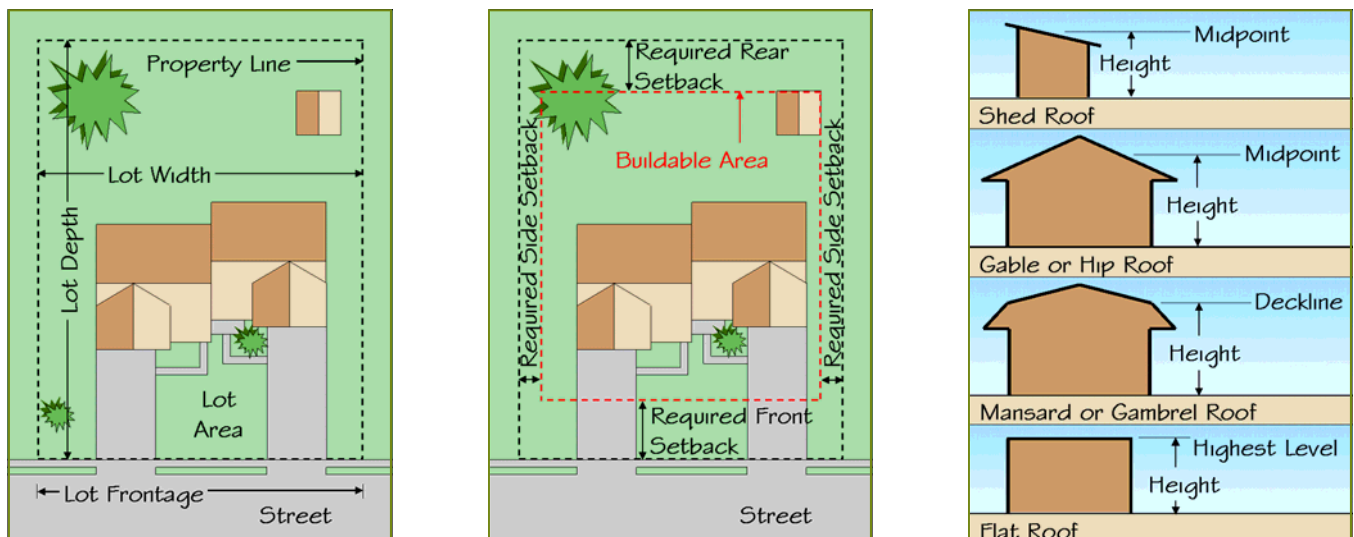 Property Line
Lot Width
Lot Depth
Lot
Area
Lot Frontage
Street
Required Rear
Setback
Buildable Area
Required Side Setback
Required Side Setback
Required Front
Setback
Street
Midpoint
Height
Shed Roof
Midpoint
Height
Gable or Hip Roof
Deckline
Height
Mansard or Gambrel Roof
Highest Level
Height
Flat Roof